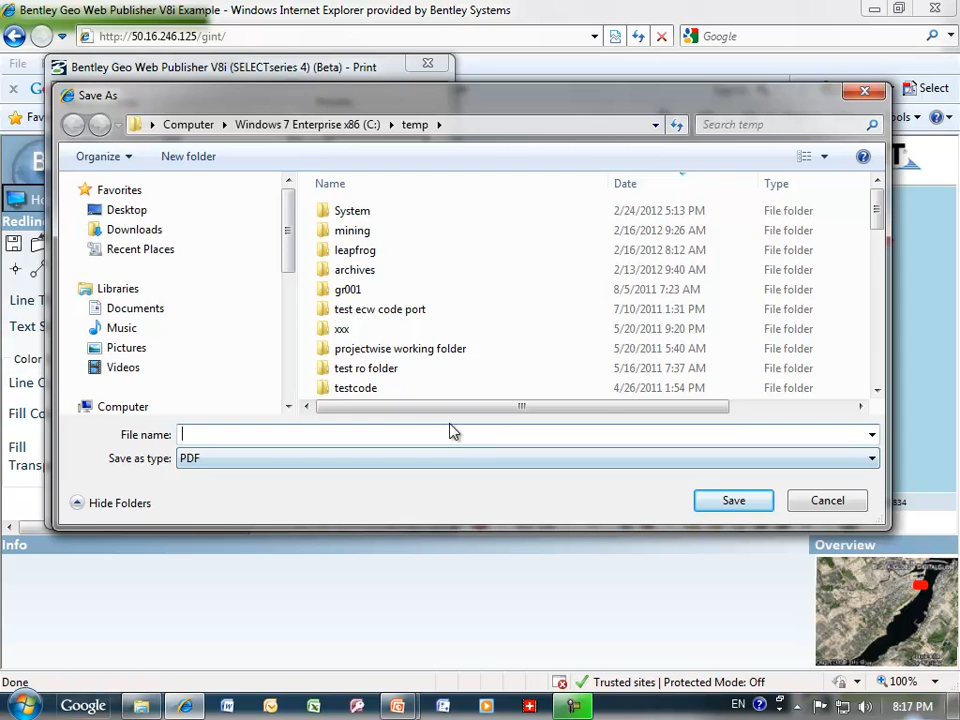 Bentley Geo Web Publisher V8i Example - Windows Internet Explorer provided by Bentley Systems
http://50.16.246.125/gint/
Google
File
Bentley Geo Web Publisher V8i (SELECTseries 4) (Beta) - Print
Select
Save As
Computer
Windows 7 Enterprise x86 (C:)
temp
Search temp
Organize
New folder
Favorites
Desktop
Downloads
Recent Places
Libraries
Documents
Music
Pictures
Videos
Computer
Name Date Type
System 2/24/2012 5:13 PM File folder
mining 2/16/2012 9:26 AM File folder
leapfrog 2/16/2012 8:12 AM File folder
archives 2/13/2012 9:40 AM File folder
gr001 8/5/2011 7:23 AM File folder
test ecw code port 7/10/2011 1:31 PM File folder
xxx 5/20/2011 9:20 PM File folder
projectwise working folder 5/20/2011 5:40 AM File folder
test ro folder 5/16/2011 7:37 AM File folder
testcode 4/26/2011 1:54 PM File folder
File name:
Save as type: PDF
Hide Folders
Save
Cancel
Fill
Info
Overview
834
Done
Trusted sites | Protected Mode: Off
100%
Google
EN
8:17 PM